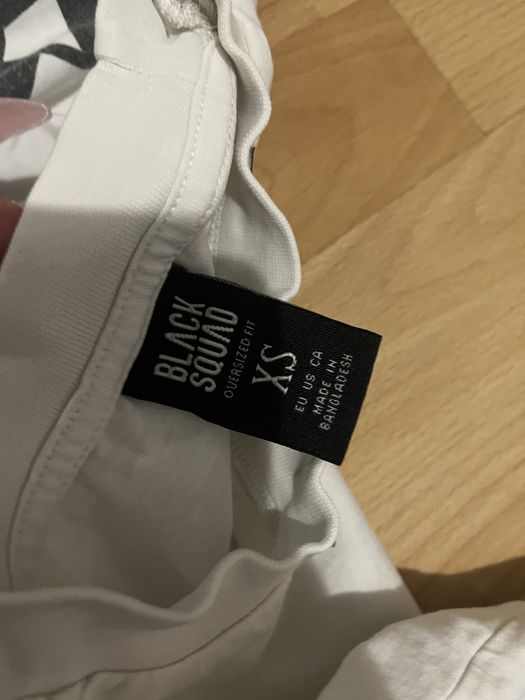 BLACK
SQUAD
OVERSIZED FIT
XS
EU US CA
MADE IN
BANGLADESH